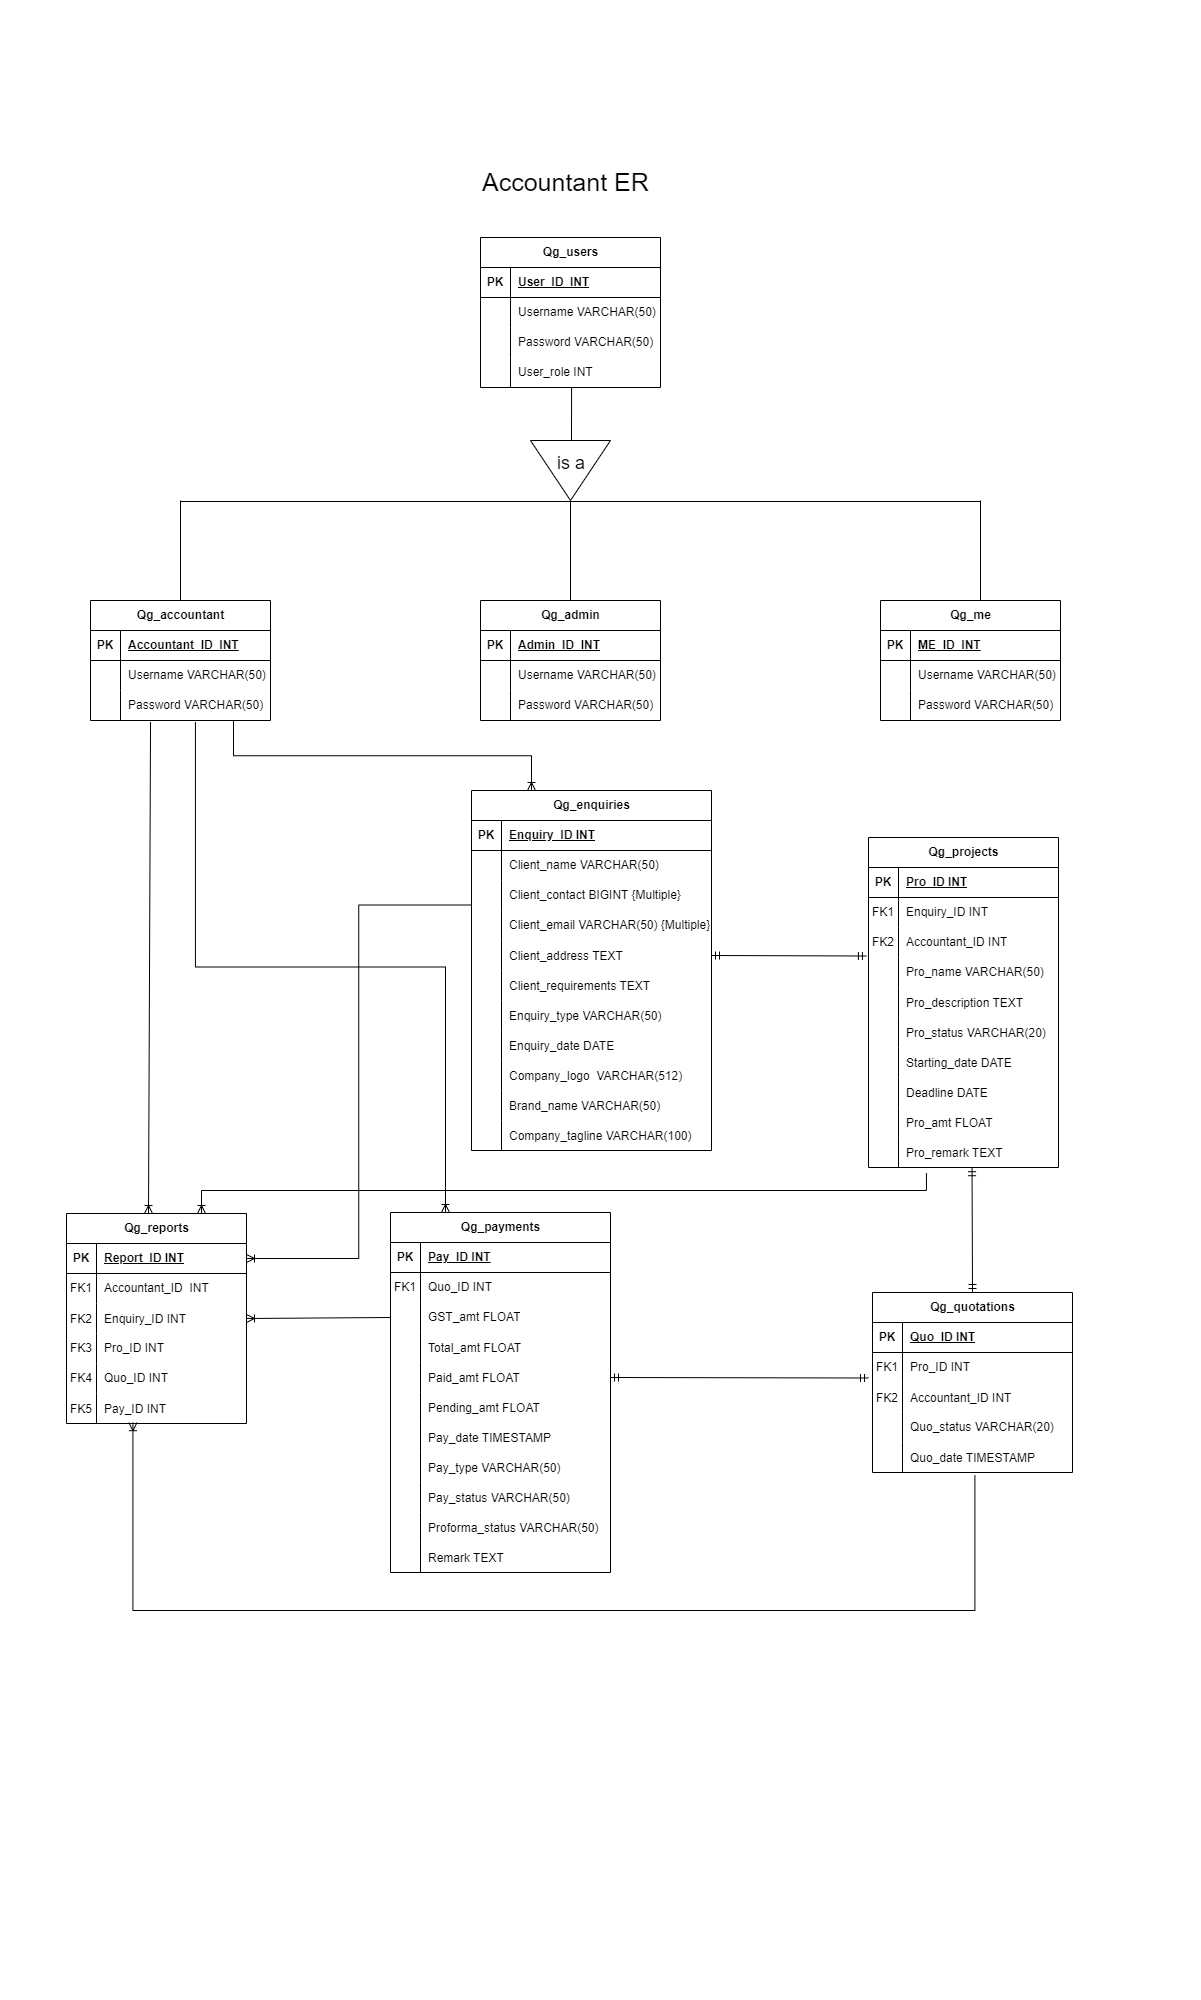 Accountant ER
Qg_users
PK User_ID INT
Username VARCHAR(50)
Password VARCHAR(50)
User_role INT
is a
Qg_accountant
PK Accountant_ID INT
Username VARCHAR(50)
Password VARCHAR(50)
Qg_admin
PK Admin_ID INT
Username VARCHAR(50)
Password VARCHAR(50)
Qg_me
PK ME_ID INT
Username VARCHAR(50)
Password VARCHAR(50)
Qg_enquiries
PK Enquiry_ID INT
Client_name VARCHAR(50)
Client_contact BIGINT {Multiple}
Client_email VARCHAR(50) {Multiple}
Client_address TEXT
Client_requirements TEXT
Enquiry_type VARCHAR(50)
Enquiry_date DATE
Company_logo VARCHAR(512)
Brand_name VARCHAR(50)
Company_tagline VARCHAR(100)
Qg_projects
PK Pro_ID INT
FK1 Enquiry_ID INT
FK2 Accountant_ID INT
Pro_name VARCHAR(50)
Pro_description TEXT
Pro_status VARCHAR(20)
Starting_date DATE
Deadline DATE
Pro_amt FLOAT
Pro_remark TEXT
Qg_reports
PK Report_ID INT
FK1 Accountant_ID INT
FK2 Enquiry_ID INT
FK3 Pro_ID INT
FK4 Quo_ID INT
FK5 Pay_ID INT
Qg_payments
PK Pay_ID INT
FK1 Quo_ID INT
GST_amt FLOAT
Total_amt FLOAT
Paid_amt FLOAT
Pending_amt FLOAT
Pay_date TIMESTAMP
Pay_type VARCHAR(50)
Pay_status VARCHAR(50)
Proforma_status VARCHAR(50)
Remark TEXT
Qg_quotations
PK Quo_ID INT
FK1 Pro_ID INT
FK2 Accountant_ID INT
Quo_status VARCHAR(20)
Quo_date TIMESTAMP